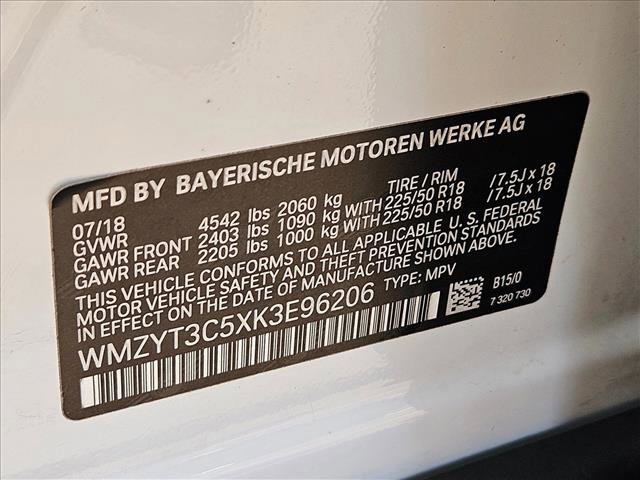 MFD BY BAYERISCHE MOTOREN WERKE AG
07/18 TIRE / RIM
GVWR 4542 lbs 2060 kg
GAWR FRONT 2403 lbs 1090 kg WITH 225/50 R18 /7.5J x 18
GAWR REAR 2205 lbs 1000 kg WITH 225/50 R18 /7.5J x 18
THIS VEHICLE CONFORMS TO ALL APPLICABLE U. S. FEDERAL
MOTOR VEHICLE SAFETY AND THEFT PREVENTION STANDARDS
IN EFFECT ON THE DATE OF MANUFACTURE SHOWN ABOVE.
WMZYT3C5XK3E96206 TYPE: MPV
B15/0
7 320 730